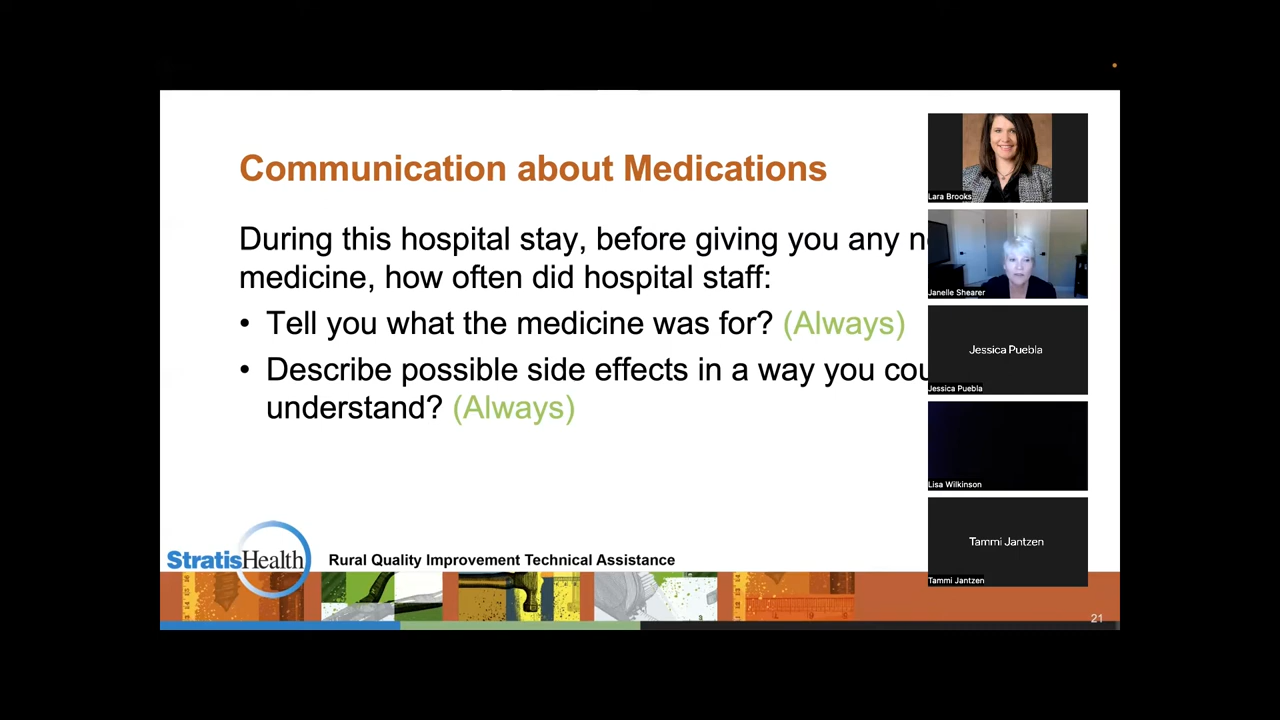 Communication about Medications
During this hospital stay, before giving you any
medicine, how often did hospital staff:
• Tell you what the medicine was for? (Always)
• Describe possible side effects in a way you
understand? (Always)
StratisHealth
Rural Quality Improvement Technical Assistance
21
Lara Brooks
Janelle Shearer
Jessica Puebla
Jessica Puebla
Lisa Wilkinson
Tammi Jantzen
Tammi Jantzen